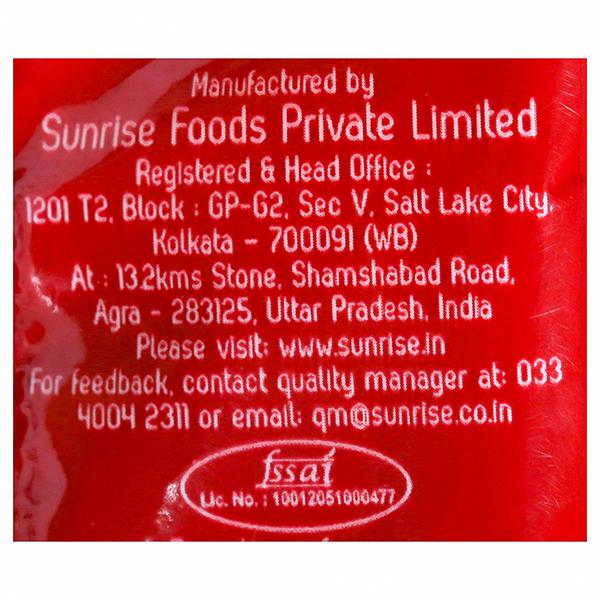 Manufactured by
Sunrise Foods Private Limited
Registered & Head Office :
1201 T2, Block : GP-G2, Sec V, Salt Lake City,
Kolkata - 700091 (WB)
At : 13.2kms Stone, Shamshabad Road,
Agra - 283125, Uttar Pradesh, India
Please visit: www.sunrise.in
For feedback, contact quality manager at: 033
4004 2311 or email: qm@sunrise.co.in
fssai
Lic. No. : 10012051000477